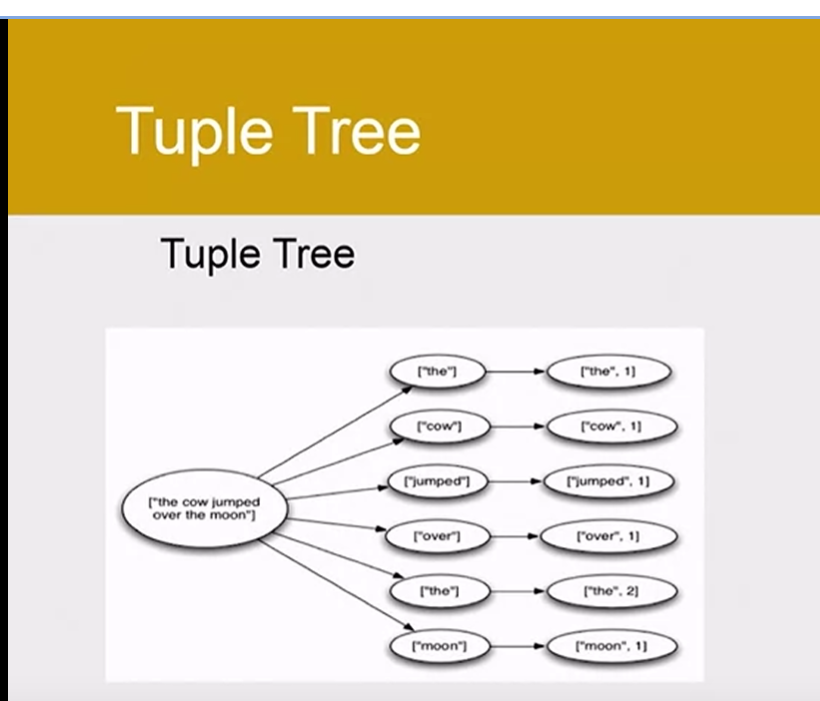 Tuple Tree
Tuple Tree
["the cow jumped
over the moon"]
["the"]
["the", 1]
["cow"]
["cow", 1]
["jumped"]
["jumped", 1]
["over"]
["over", 1]
["the"]
["the", 2]
["moon"]
["moon", 1]